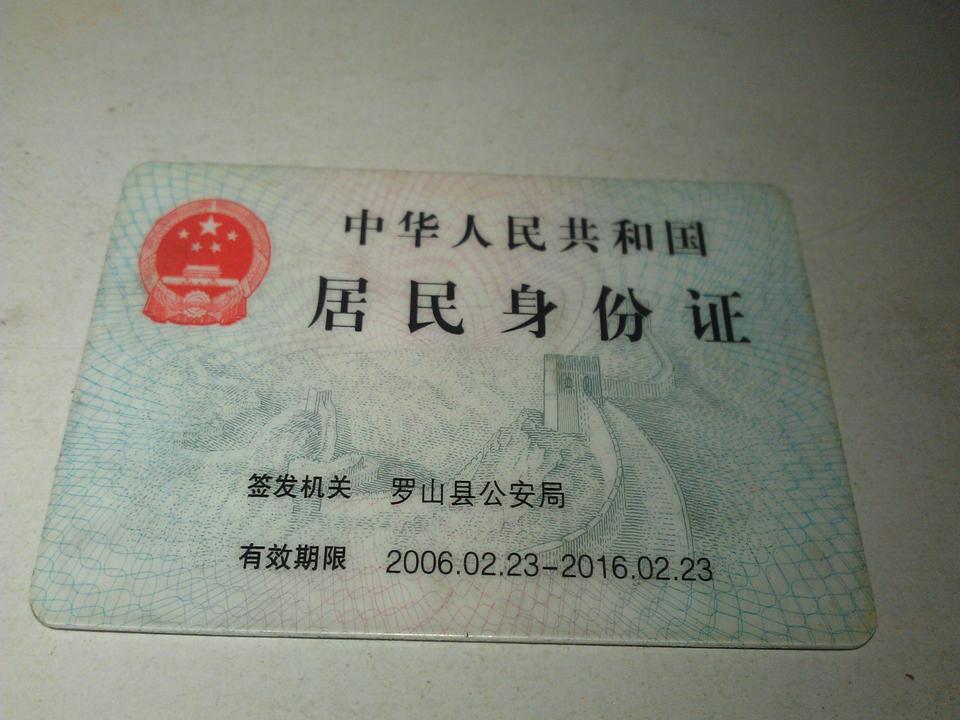 中华人民共和国
居民身份证
签发机关 罗山县公安局
有效期限 2006.02.23-2016.02.23